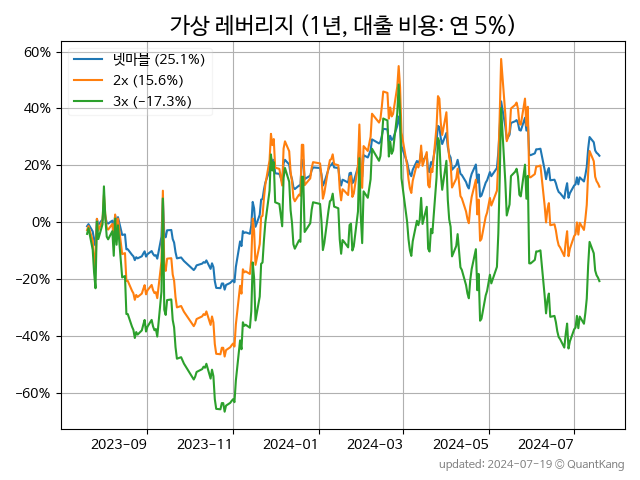 가상 레버리지 (1년, 대출 비용: 연 5%)
60%
40%
20%
0%
−20%
−40%
−60%
넷마블 (25.1%)
2x (15.6%)
3x (−17.3%)
2023-09
2023-11
2024-01
2024-03
2024-05
2024-07
updated: 2024-07-19 © QuantKang